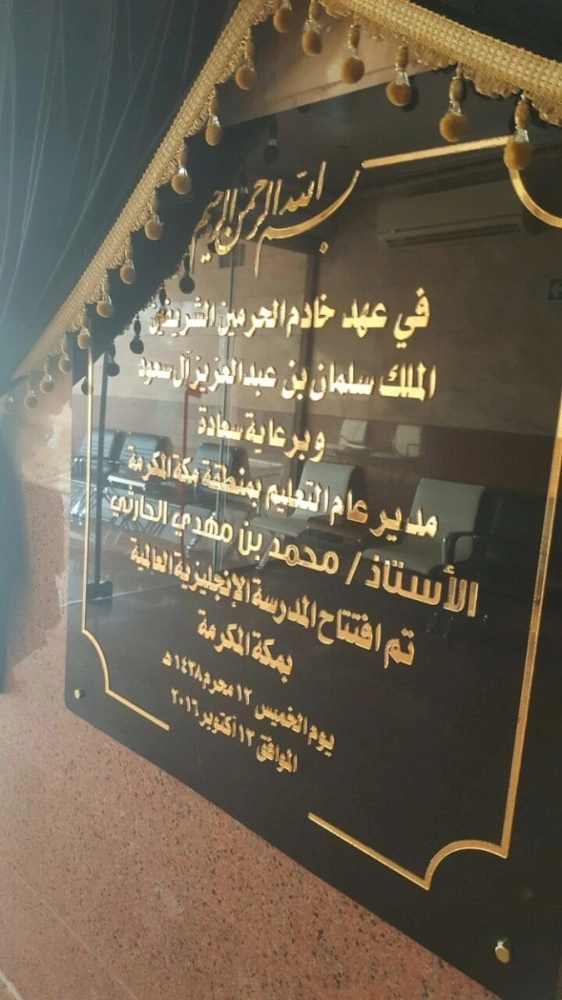 بسم الله الرحمن الرحيم
في عهد خادم الحرمين الشريفين
الملك سلمان بن عبدالعزيز آل سعود
وبرعاية سعادة
مدير عام التعليم بمنطقة مكة المكرمة
الأستاذ / محمد بن مهدي الحارثي
تم افتتاح المدرسة الإنجليزية العالمية
بمكة المكرمة
يوم الخميس ١٢ محرم ١٤٣٨ هـ
الموافق ١٣ أكتوبر ٢٠١٦